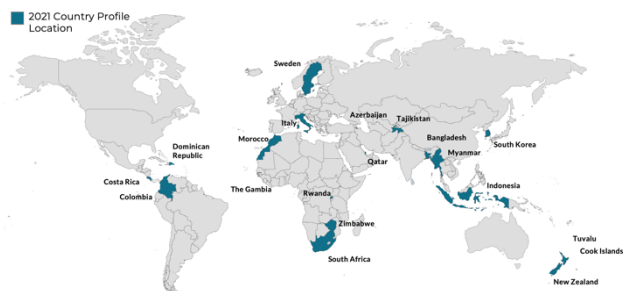 2021 Country Profile
Location
Sweden
Italy
Azerbaijan
Tajikistan
Morocco
Bangladesh
South Korea
Dominican
Republic
Myanmar
Qatar
Costa Rica
The Gambia
Rwanda
Indonesia
Colombia
Zimbabwe
South Africa
Tuvalu
Cook Islands
New Zealand